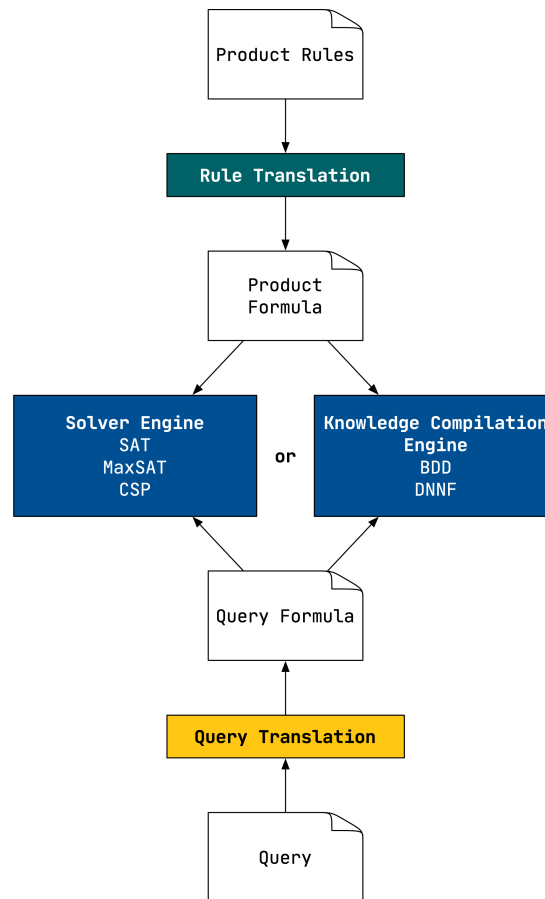 Product Rules
Rule Translation
Product
Formula
Solver Engine
SAT
MaxSAT
CSP
or
Knowledge Compilation
Engine
BDD
DNNF
Query Formula
Query Translation
Query